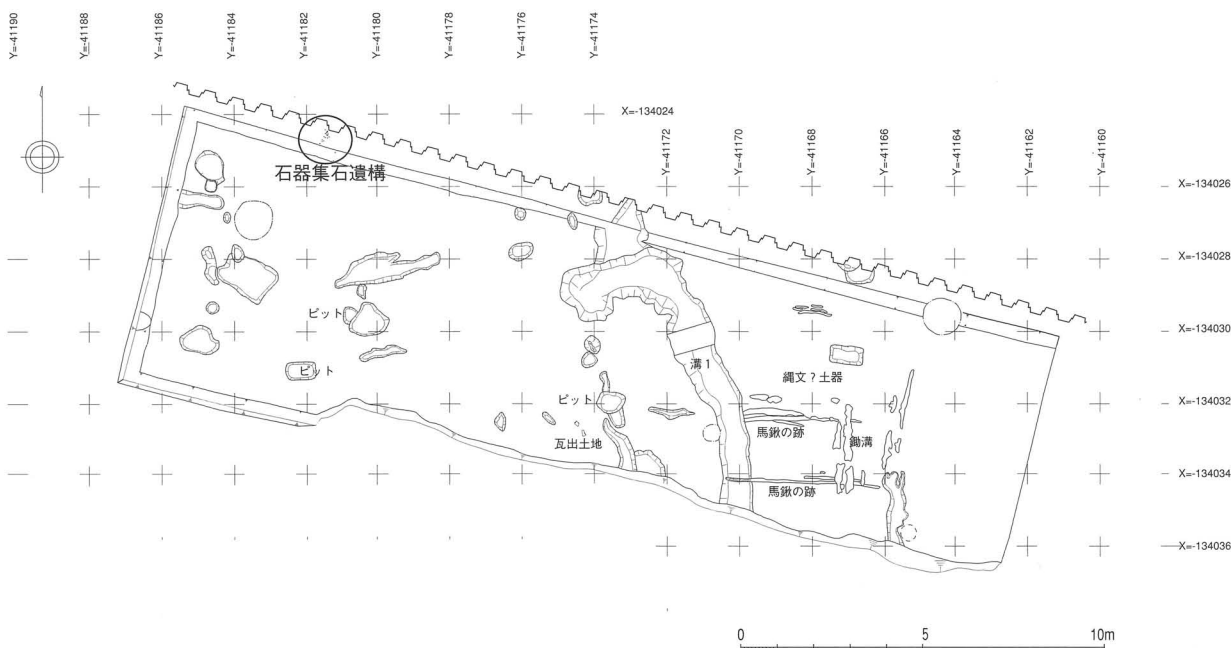 Y=-41190
Y=-41188
Y=-41186
Y=-41184
Y=-41182
Y=-41180
Y=-41178
Y=-41176
Y=-41174
X=-134024
Y=-41172
Y=-41170
Y=-41168
Y=-41166
Y=-41164
Y=-41162
Y=-41160
石器集石遺構
X=-134026
X=-134028
ピット
X=-134030
溝1
ピット
縄文?土器
ピット
X=-134032
馬鍬の跡
鋤溝
瓦出土地
X=-134034
馬鍬の跡
X=-134036
0 5 10m